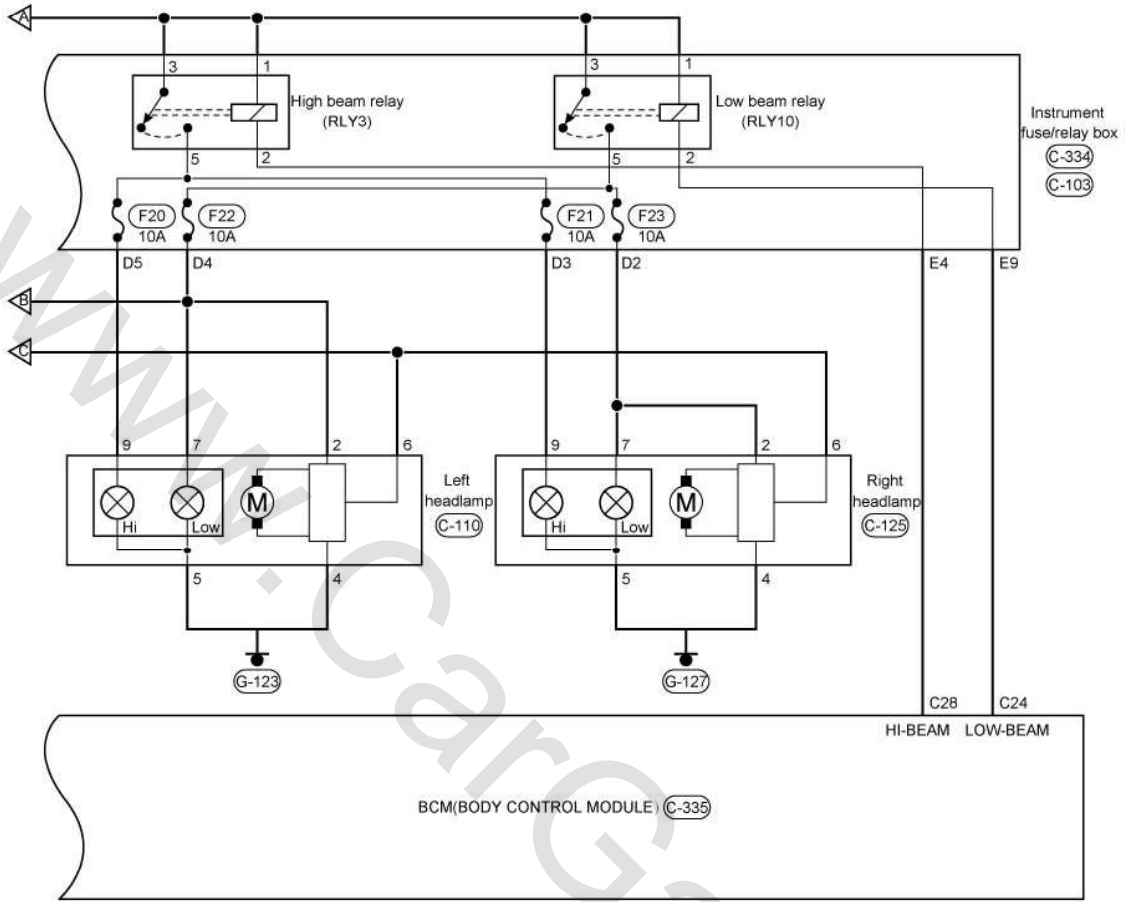 A
3
1
3
1
High beam relay
(RLY3)
Low beam relay
(RLY10)
Instrument
fuse/relay box
C-334
C-103
5
2
5
2
F20
10A
F22
10A
F21
10A
F23
10A
D5
D4
D3
D2
E4
E9
B
C
9
7
2
6
9
7
2
6
Left
headlamp
C-110
Right
headlamp
C-125
M
M
Hi
Low
Hi
Low
5
4
5
4
G-123
G-127
C28
C24
HI-BEAM
LOW-BEAM
BCM(BODY CONTROL MODULE) C-335
www.CarG